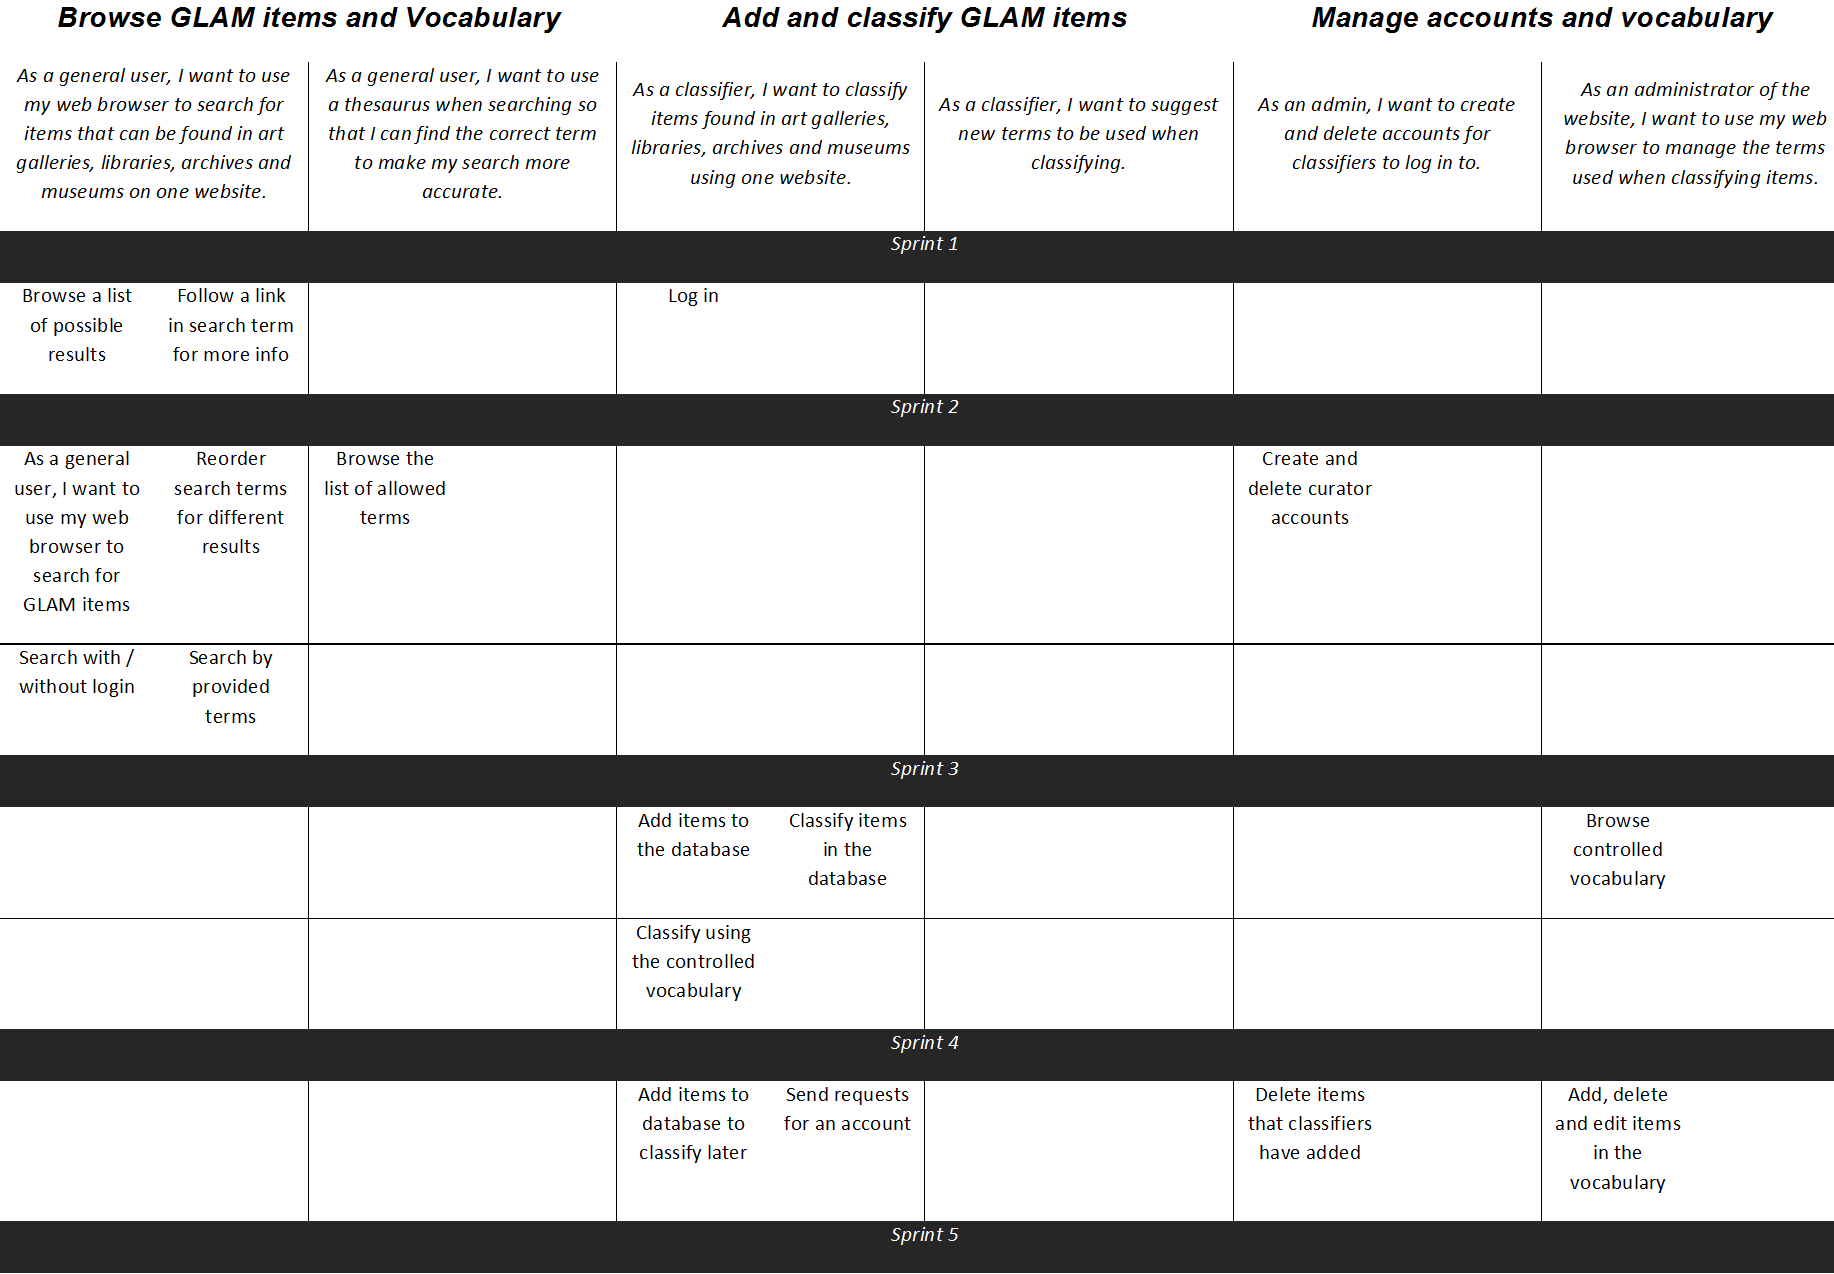 Browse GLAM items and Vocabulary
Add and classify GLAM items
Manage accounts and vocabulary
As a general user, I want to use
my web browser to search for
items that can be found in art
galleries, libraries, archives and
museums on one website.
As a general user, I want to use
a thesaurus when searching so
that I can find the correct term
to make my search more
accurate.
As a classifier, I want to classify
items found in art galleries,
libraries, archives and museums
using one website.
As a classifier, I want to suggest
new terms to be used when
classifying.
As an admin, I want to create
and delete accounts for
classifiers to log in to.
As an administrator of the
website, I want to use my web
browser to manage the terms
used when classifying items.
Sprint 1
Browse a list
of possible
results
Follow a link
in search term
for more info
Log in
Sprint 2
As a general
user, I want to
use my web
browser to
search for
GLAM items
Reorder
search terms
for different
results
Browse the
list of allowed
terms
Create and
delete curator
accounts
Search with /
without login
Search by
provided
terms
Sprint 3
Add items to
the database
Classify items
in the
database
Browse
controlled
vocabulary
Classify using
the controlled
vocabulary
Sprint 4
Add items to
database to
classify later
Send requests
for an account
Delete items
that classifiers
have added
Add, delete
and edit items
in the
vocabulary
Sprint 5